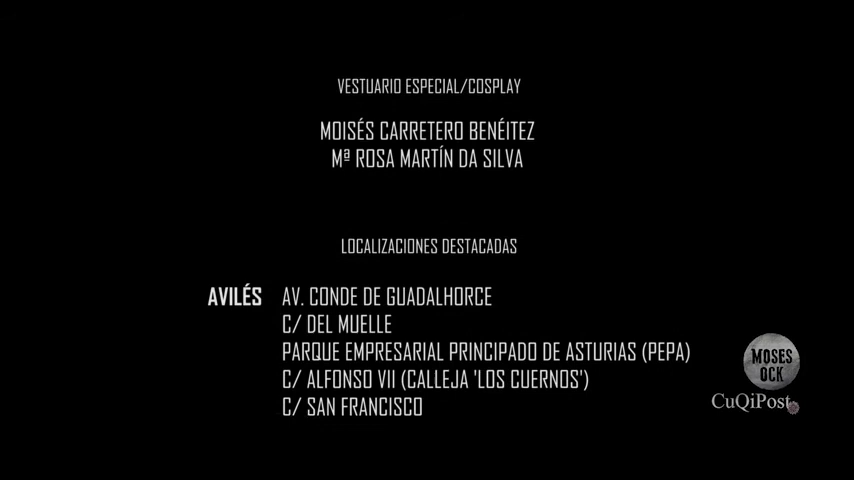 VESTUARIO ESPECIAL/COSPLAY
MOISÉS CARRETERO BENÉITEZ
Mª ROSA MARTÍN DA SILVA
LOCALIZACIONES DESTACADAS
AVILÉS AV. CONDE DE GUADALHORCE
C/ DEL MUELLE
PARQUE EMPRESARIAL PRINCIPADO DE ASTURIAS (PEPA)
C/ ALFONSO VII (CALLEJA 'LOS CUERNOS')
C/ SAN FRANCISCO
MOSES
OCK
CuQiPost